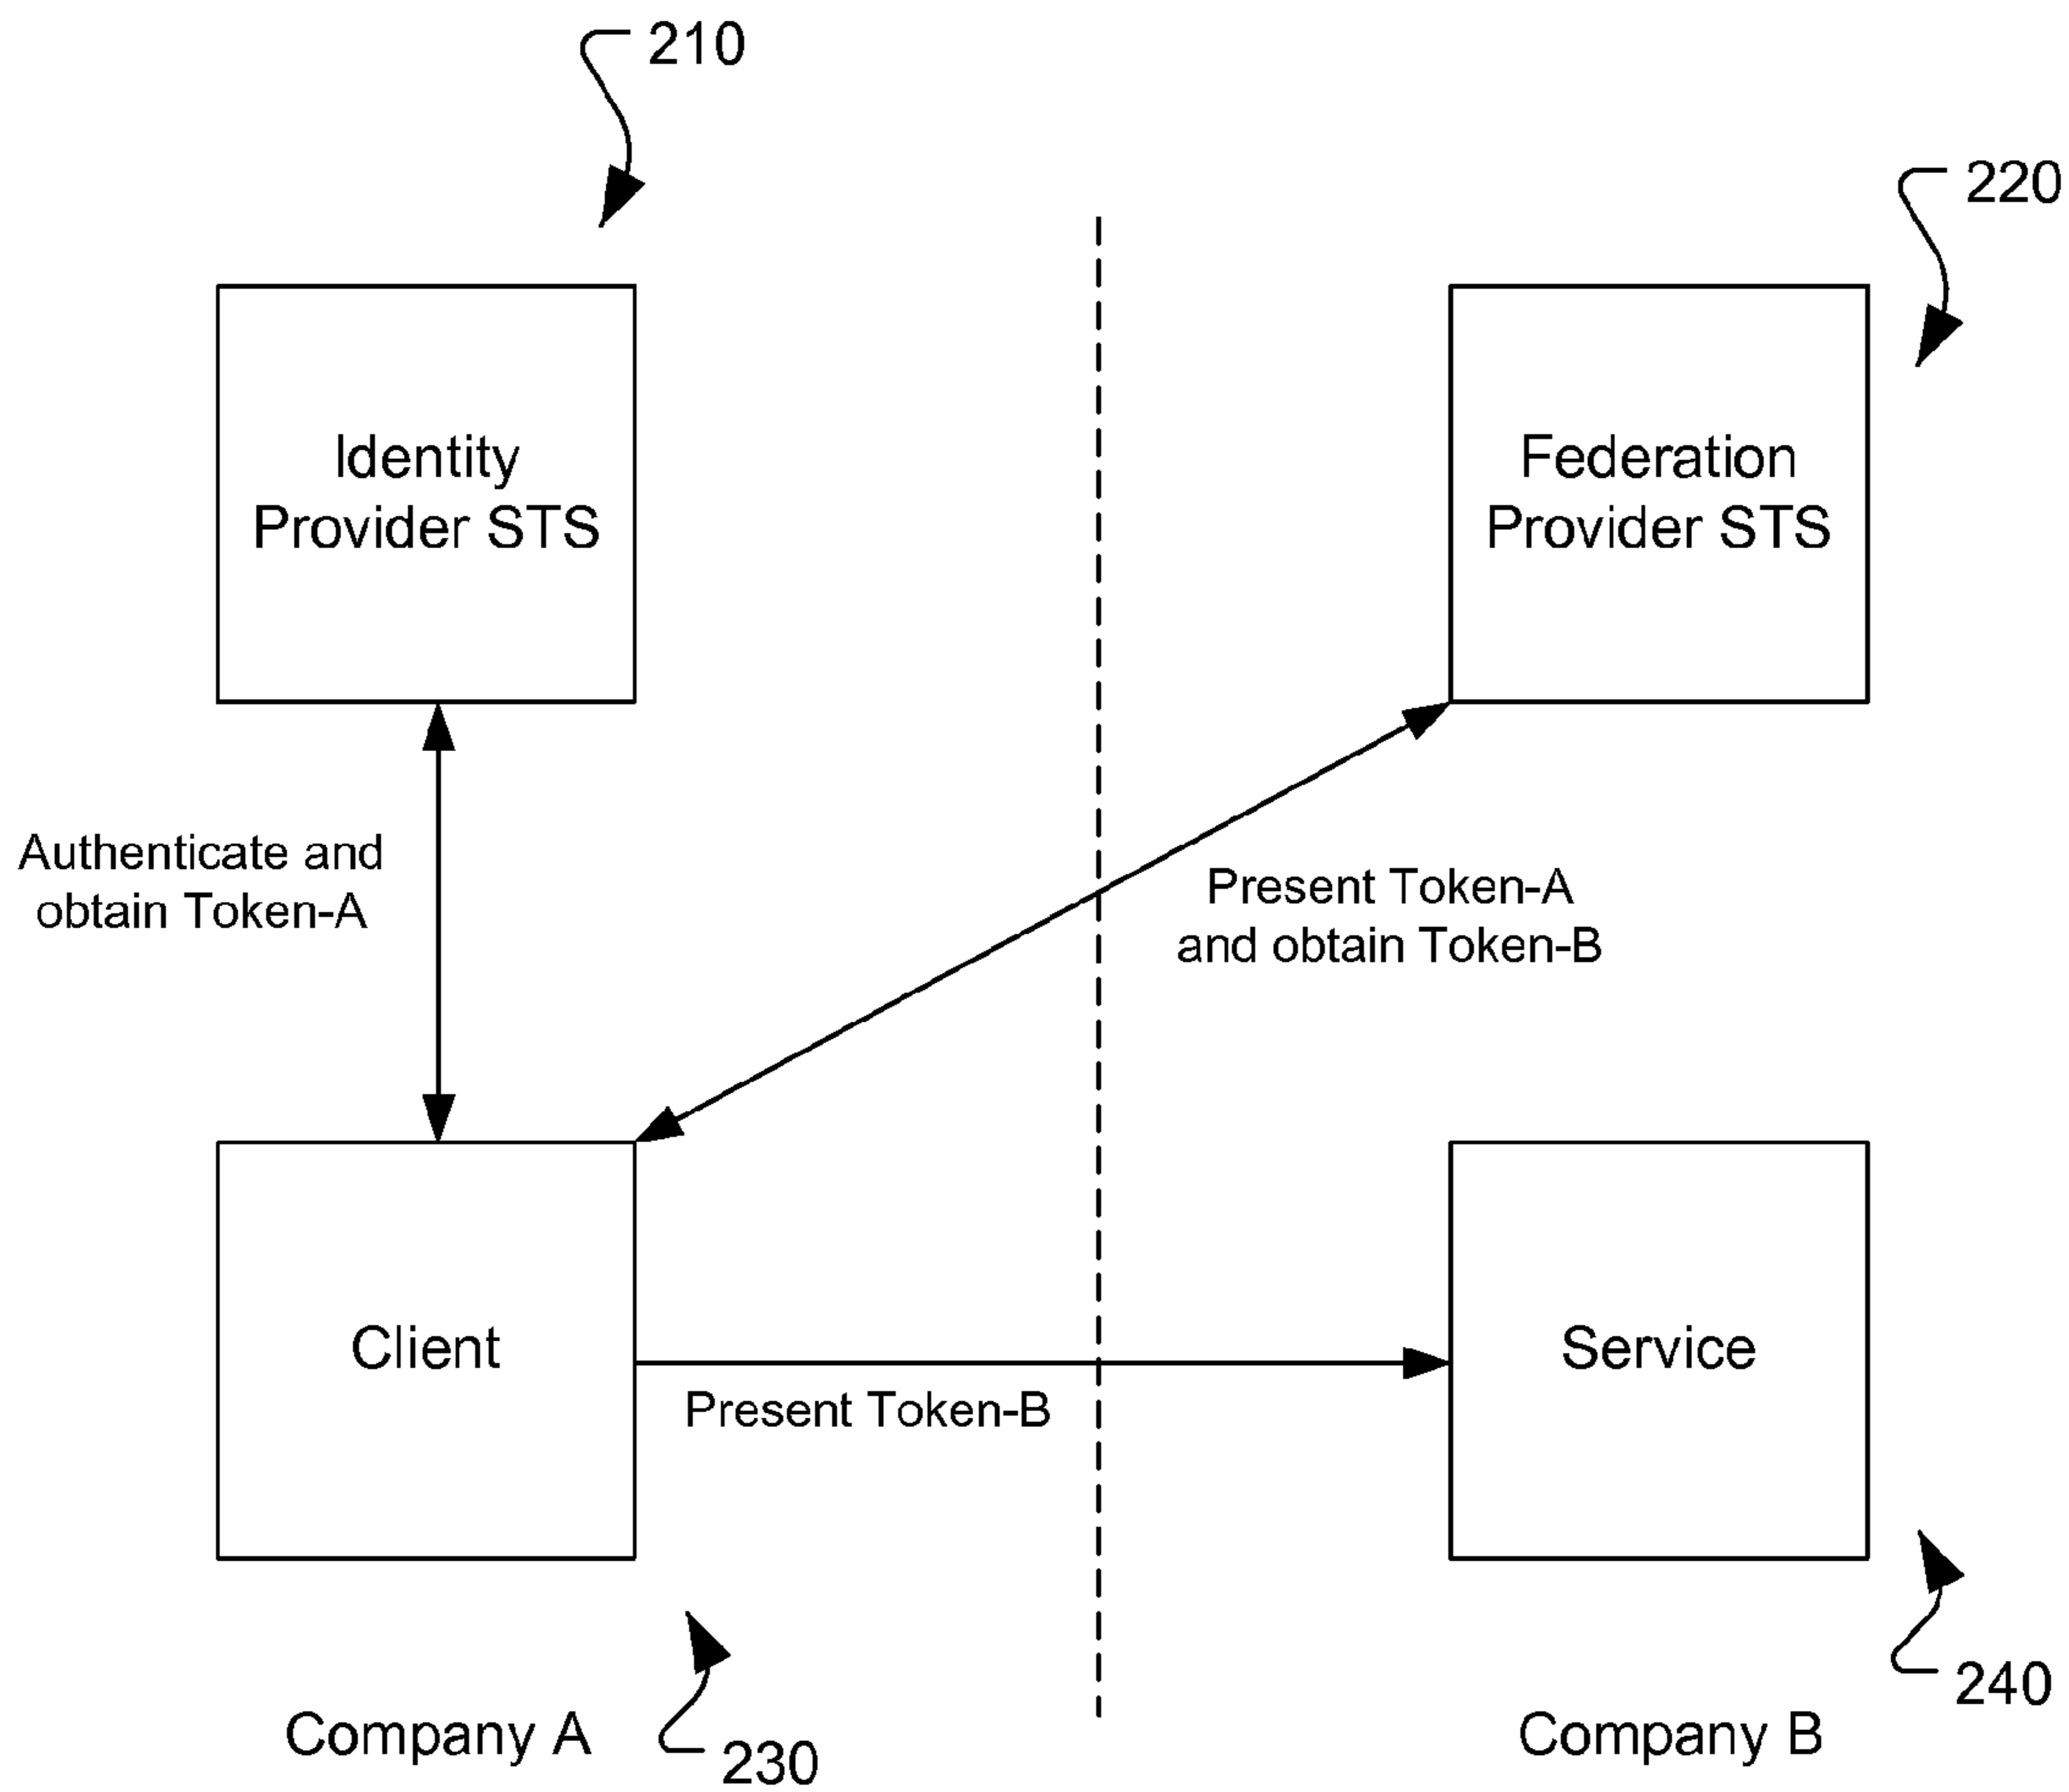 210
220
Identity
Provider STS
Federation
Provider STS
Authenticate and
obtain Token-A
Present Token-A
and obtain Token-B
Client
Service
Present Token-B
240
Company A
230
Company B